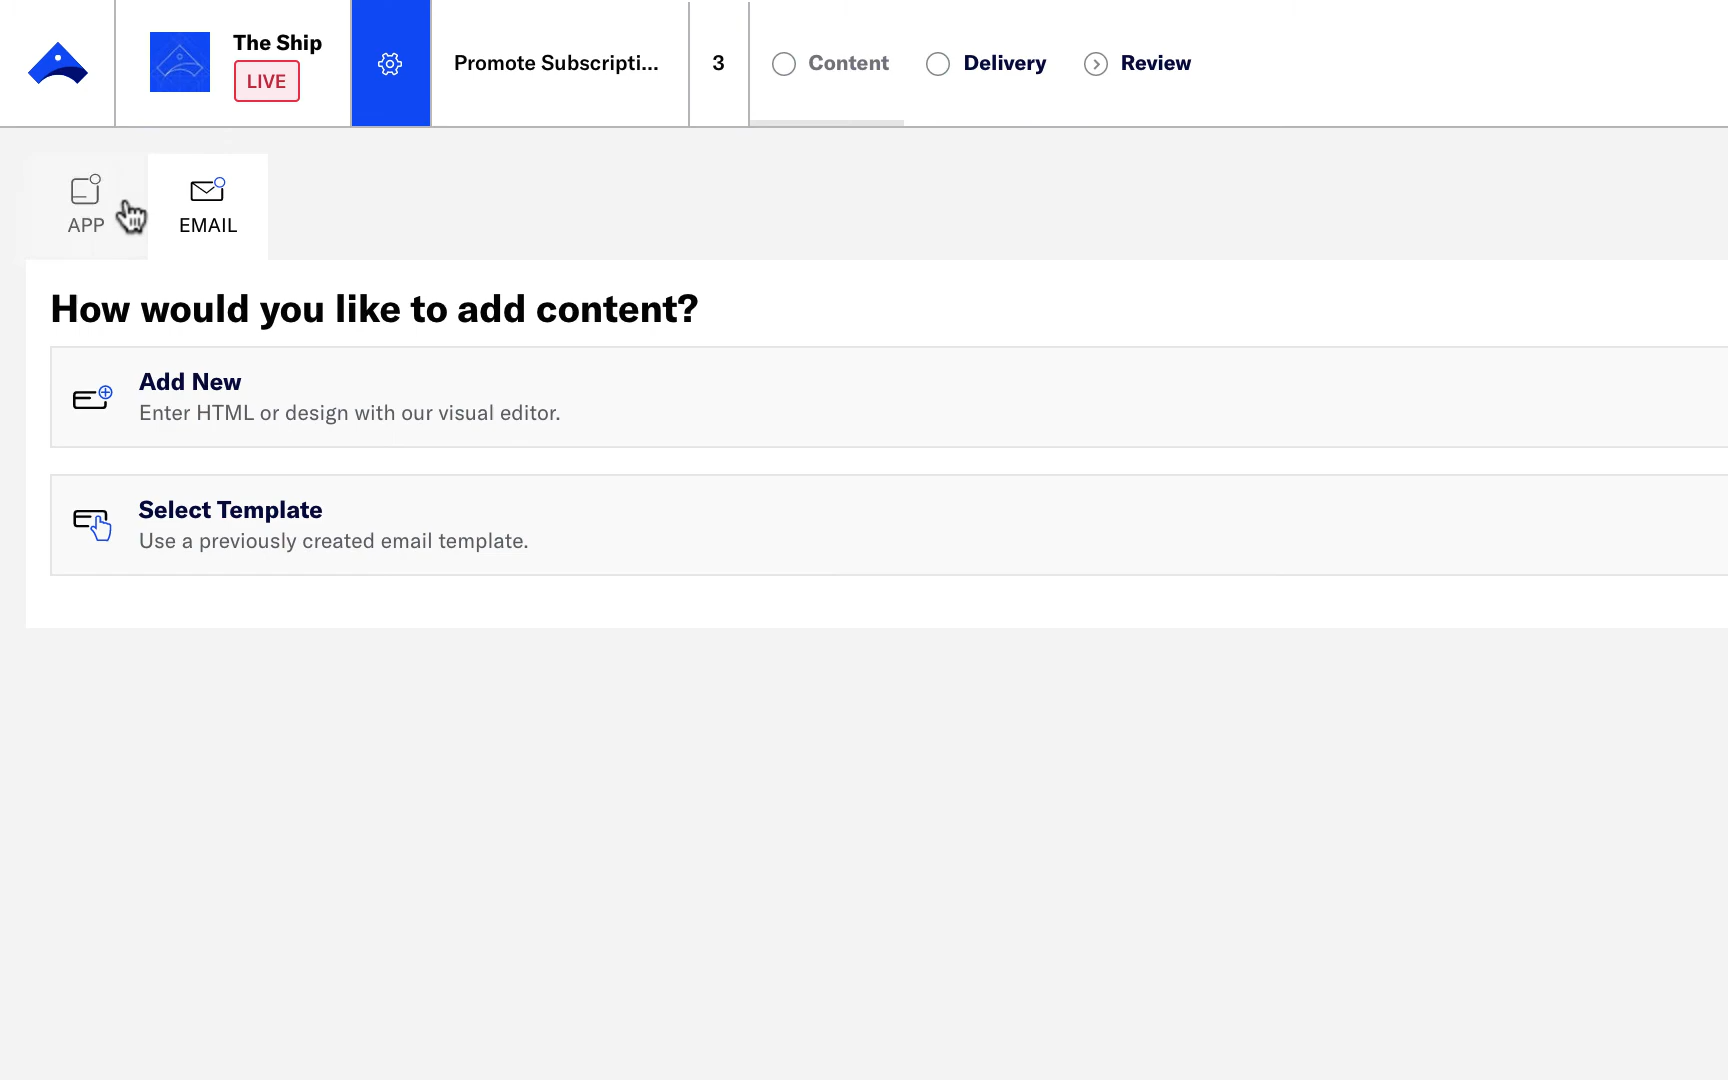 The Ship
LIVE
Promote Subscripti...
3
Content
Delivery
Review
APP
EMAIL
How would you like to add content?
Add New
Enter HTML or design with our visual editor.
Select Template
Use a previously created email template.